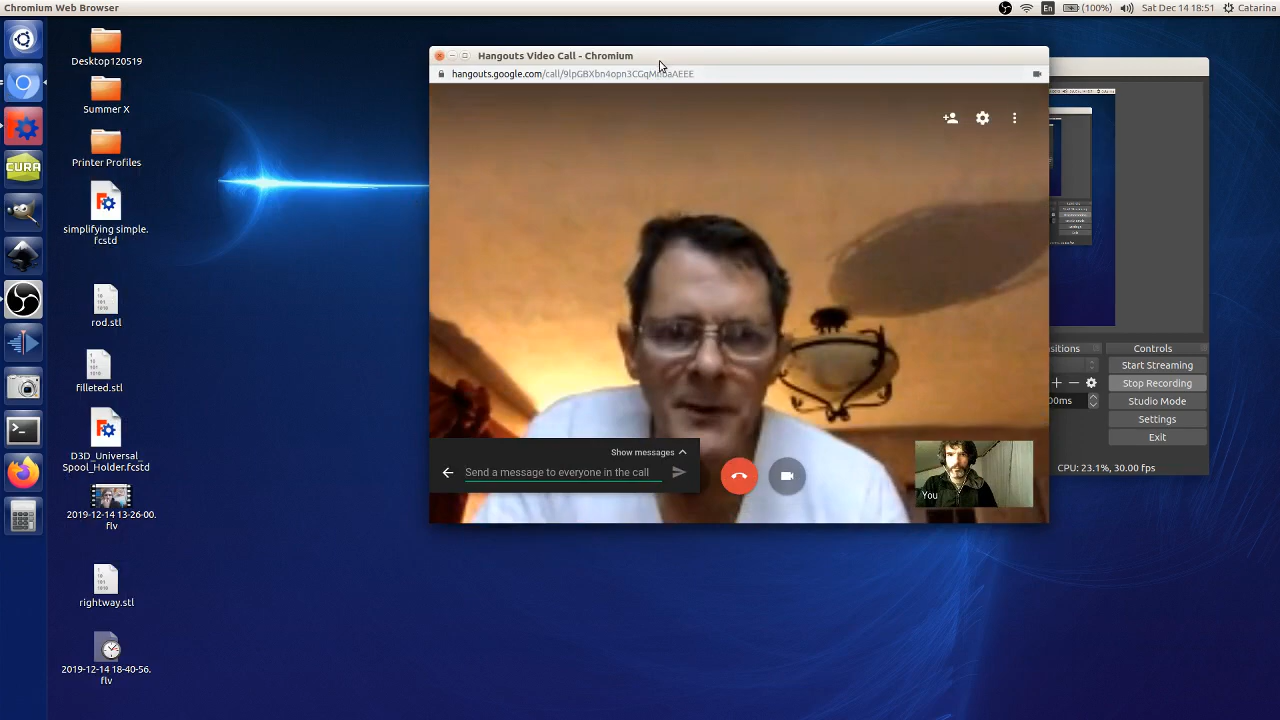 Chromium Web Browser
En
(100%)
Sat Dec 14 18:51
Catarina
Desktop120519
Summer X
Printer Profiles
CURA
simplifying simple.
fcstd
rod.stl
filleted.stl
D3D_Universal_
Spool_Holder.fcstd
2019-12-14 13-26-00.
flv
rightway.stl
2019-12-14 18-40-56.
flv
Hangouts Video Call - Chromium
Show messages
Send a message to everyone in the call
You
Controls
Start Streaming
Stop Recording
Studio Mode
Settings
Exit
CPU: 23.1%, 30.00 fps